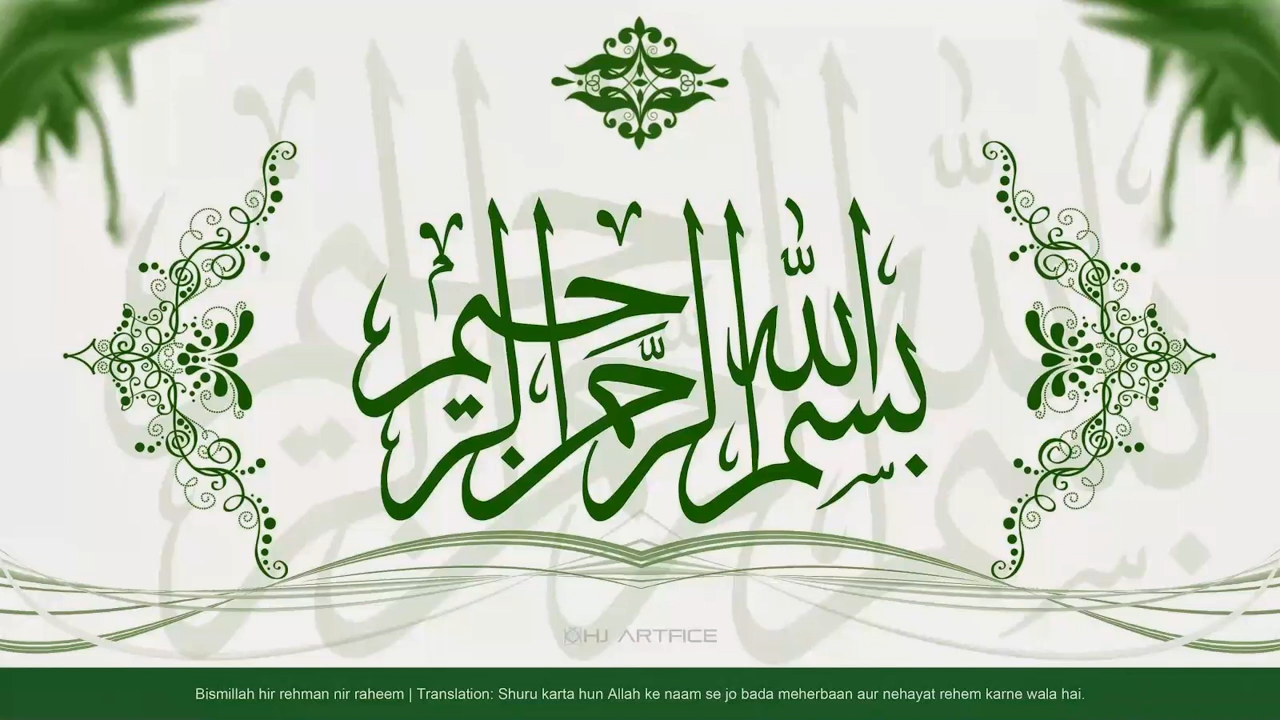 بسم الله الرحمن الرحيم
HJ ARTFICE
Bismillah hir rehman nir raheem | Translation: Shuru karta hun Allah ke naam se jo bada meherbaan aur nehayat rehem karne wala hai.